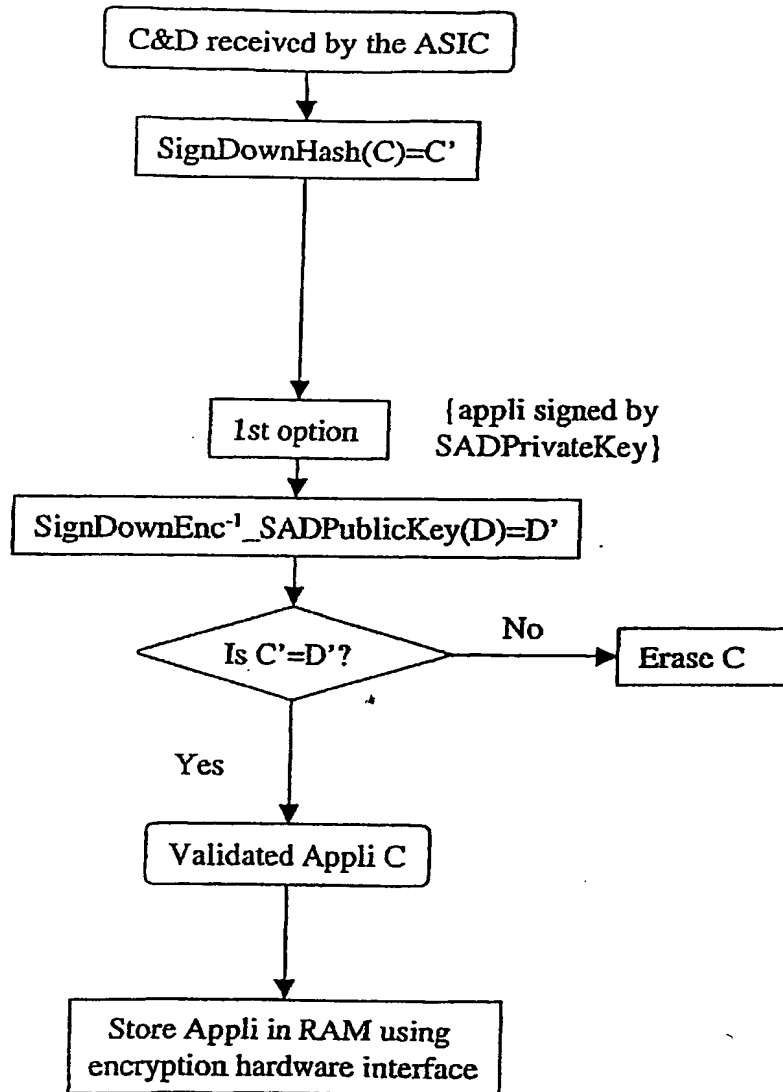 C&D received by the ASIC
SignDownHash(C)=C’
1st option
{appli signed by
SADPrivateKey}
SignDownEnc⁻¹_SADPublicKey(D)=D’
Is C’=D’?
No
Erase C
Yes
Validated Appli C
Store Appli in RAM using
encryption hardware interface